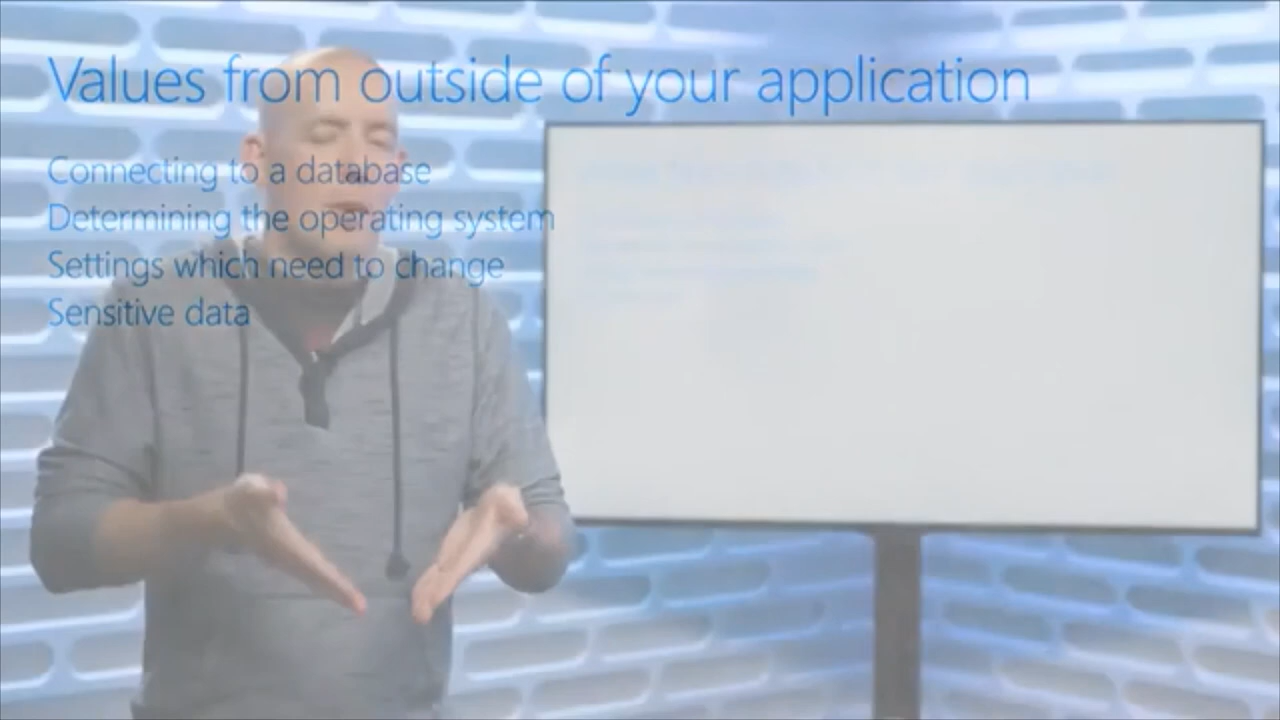 Values from outside of your application
Connecting to a database
Determining the operating system
Settings which need to change
Sensitive data